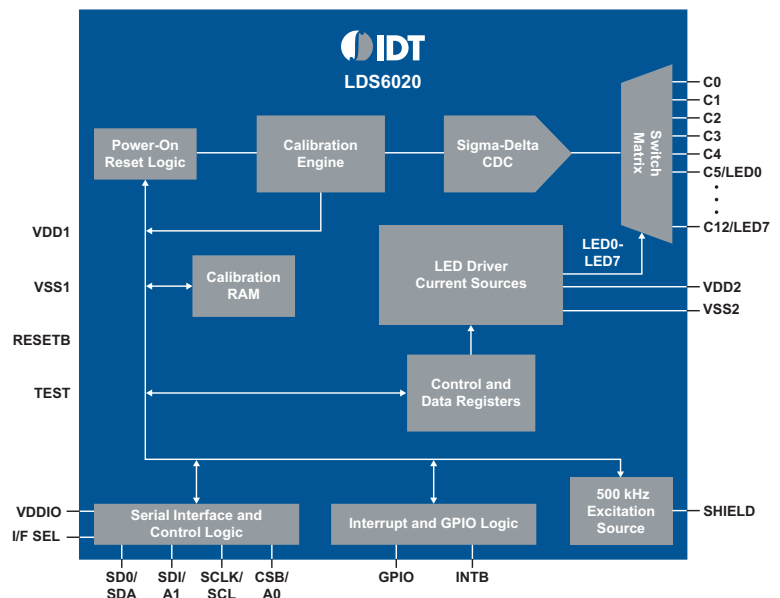 IDT
LDS6020
Power-On
Reset Logic
Calibration
Engine
Sigma-Delta
CDC
Switch
Matrix
C0
C1
C2
C3
C4
C5/LED0
C12/LED7
VDD1
VSS1
RESETB
TEST
Calibration
RAM
LED Driver
Current Sources
LED0-
LED7
VDD2
VSS2
Control and
Data Registers
VDDIO
I/F SEL
Serial Interface and
Control Logic
Interrupt and GPIO Logic
500 kHz
Excitation
Source
SHIELD
SD0/
SDA
SDI/
A1
SCLK/
SCL
CSB/
A0
GPIO
INTB